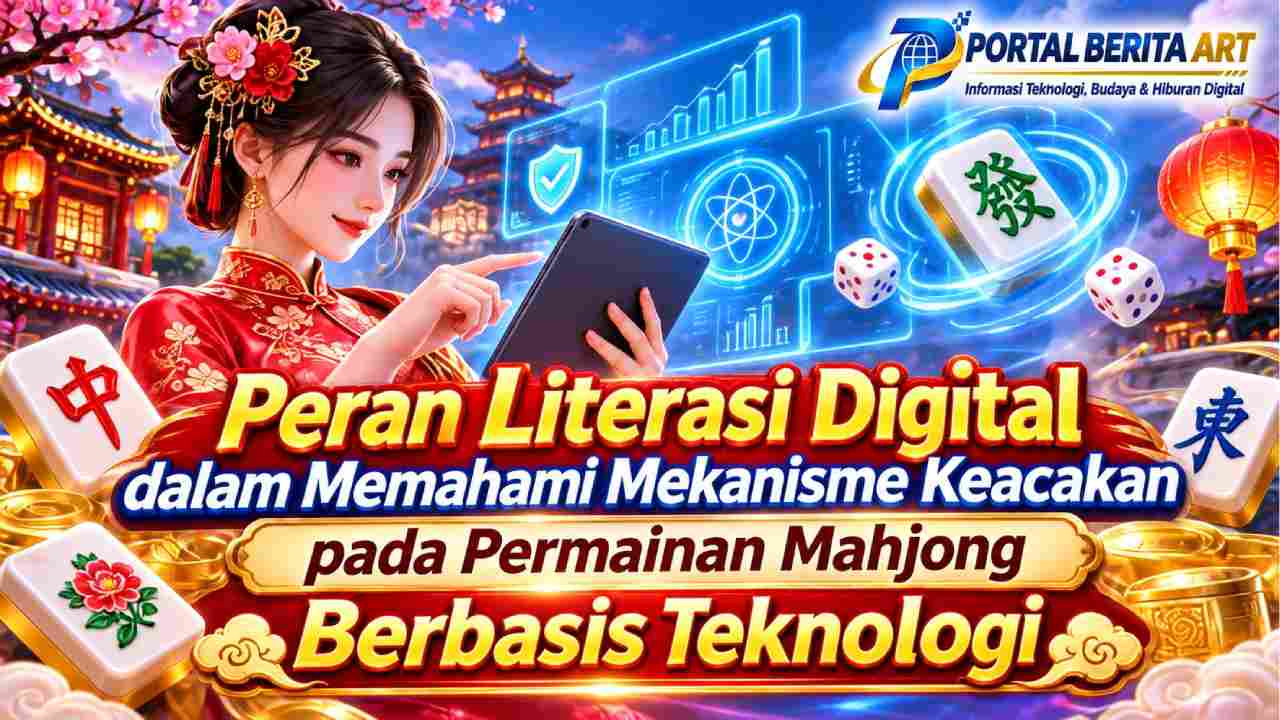 PORTAL BERITA ART
Informasi Teknologi, Budaya & Hiburan Digital
發
中
東
Peran Literasi Digital
dalam Memahami Mekanisme Keacakan
pada Permainan Mahjong
Berbasis Teknologi